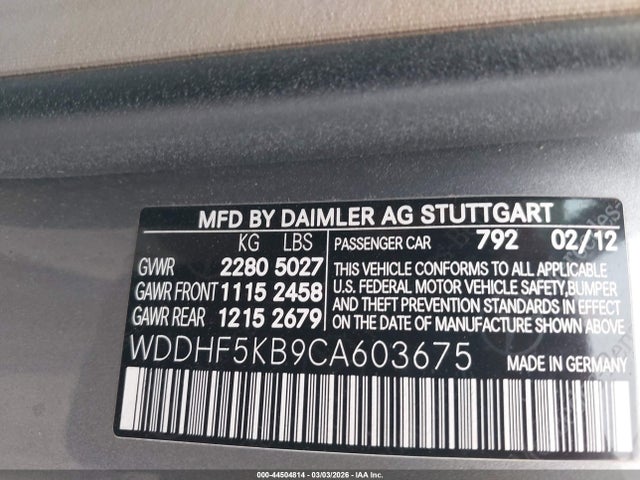 MFD BY DAIMLER AG STUTTGART
KG LBS
GVWR 2280 5027
GAWR FRONT 1115 2458
GAWR REAR 1215 2679
PASSENGER CAR 792 02/12
THIS VEHICLE CONFORMS TO ALL APPLICABLE
U.S. FEDERAL MOTOR VEHICLE SAFETY, BUMPER
AND THEFT PREVENTION STANDARDS IN EFFECT
ON THE DATE OF MANUFACTURE SHOWN ABOVE
WDDHF5KB9CA603675 MADE IN GERMANY
000-44504814 | 03/03/2026 - IAA Inc.